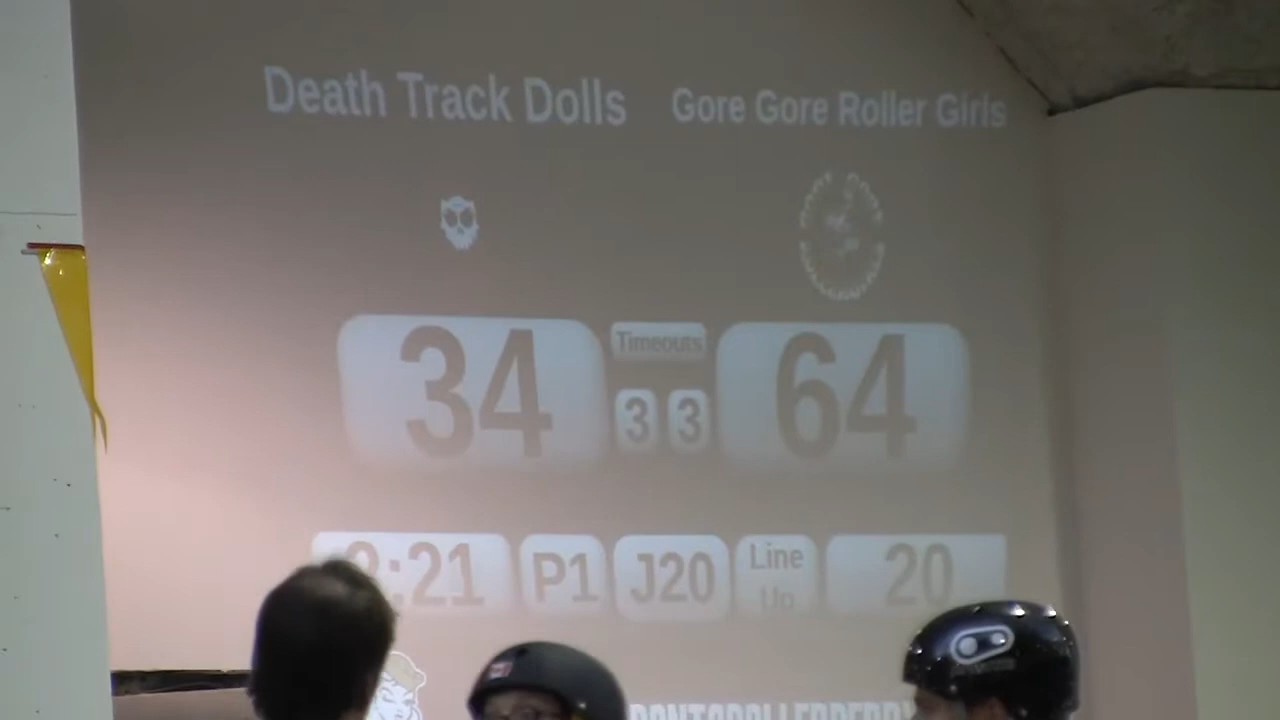 Death Track Dolls Gore Gore Roller Girls
34 Timeouts 64
3 3
:21 P1 J20 Line Up 20